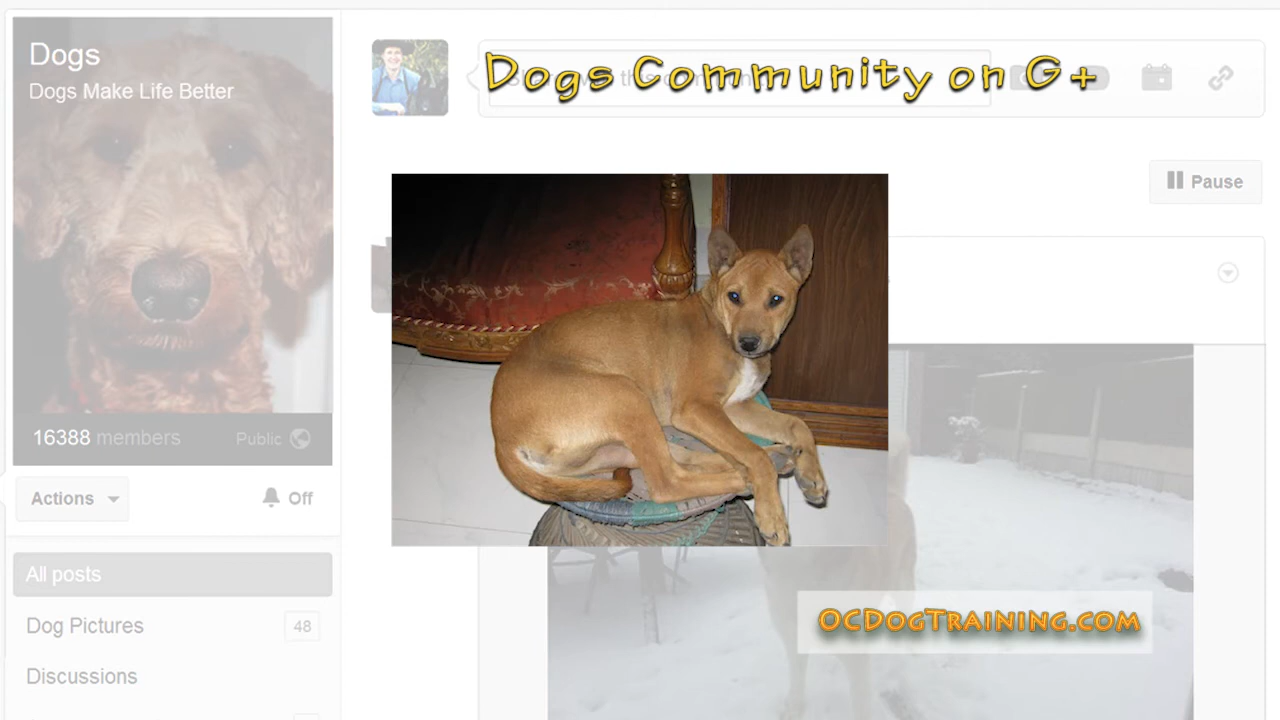 Dogs
Dogs Make Life Better
Dogs Community on G+
Pause
16388 members
Public
Actions
Off
All posts
Dog Pictures
48
Discussions
OCDogTraining.com